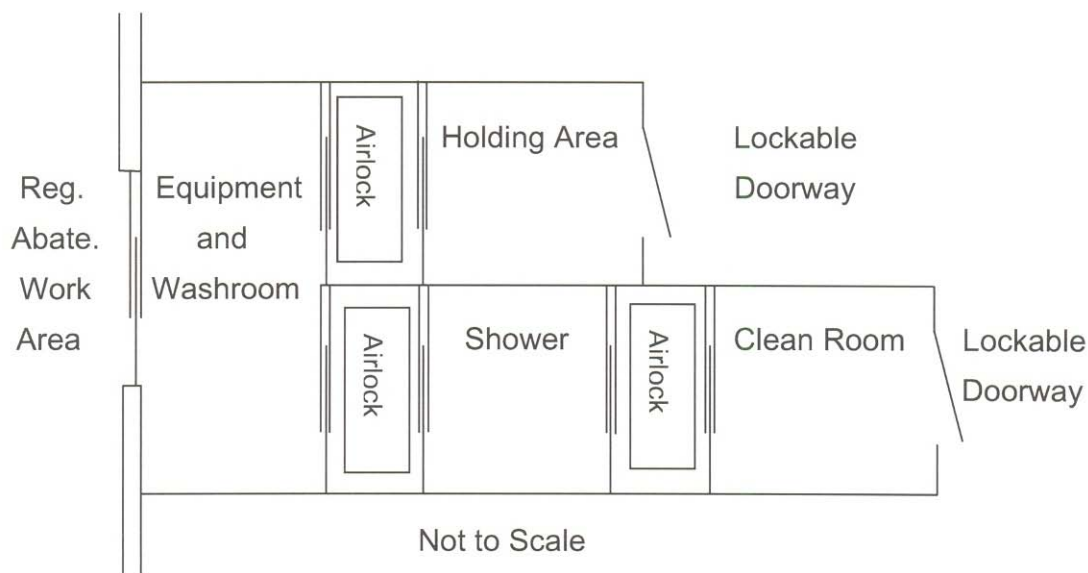 Reg.
Abate.
Work
Area
Equipment
and
Washroom
Airlock
Holding Area
Lockable
Doorway
Airlock
Shower
Airlock
Clean Room
Lockable
Doorway
Not to Scale